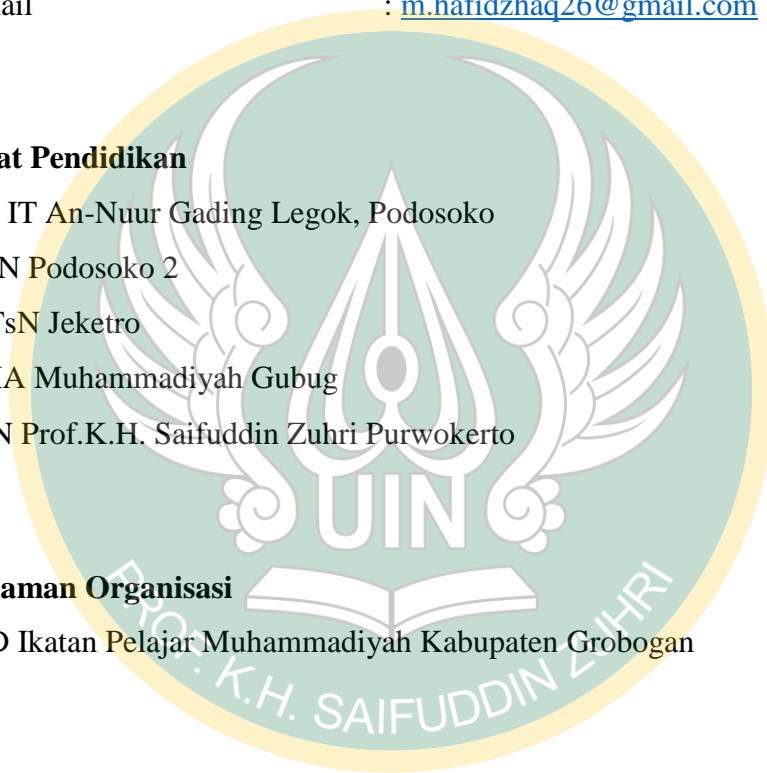 ail : m.hafidzhaq26@gmail.com
at Pendidikan
IT An-Nuur Gading Legok, Podosoko
N Podosoko 2
TsN Jeketro
IA Muhammadiyah Gubug
N Prof.K.H. Saifuddin Zuhri Purwokerto
UIN
aman Organisasi
D Ikatan Pelajar Muhammadiyah Kabupaten Grobogan
PROF. K.H. SAIFUDDIN ZUHRI